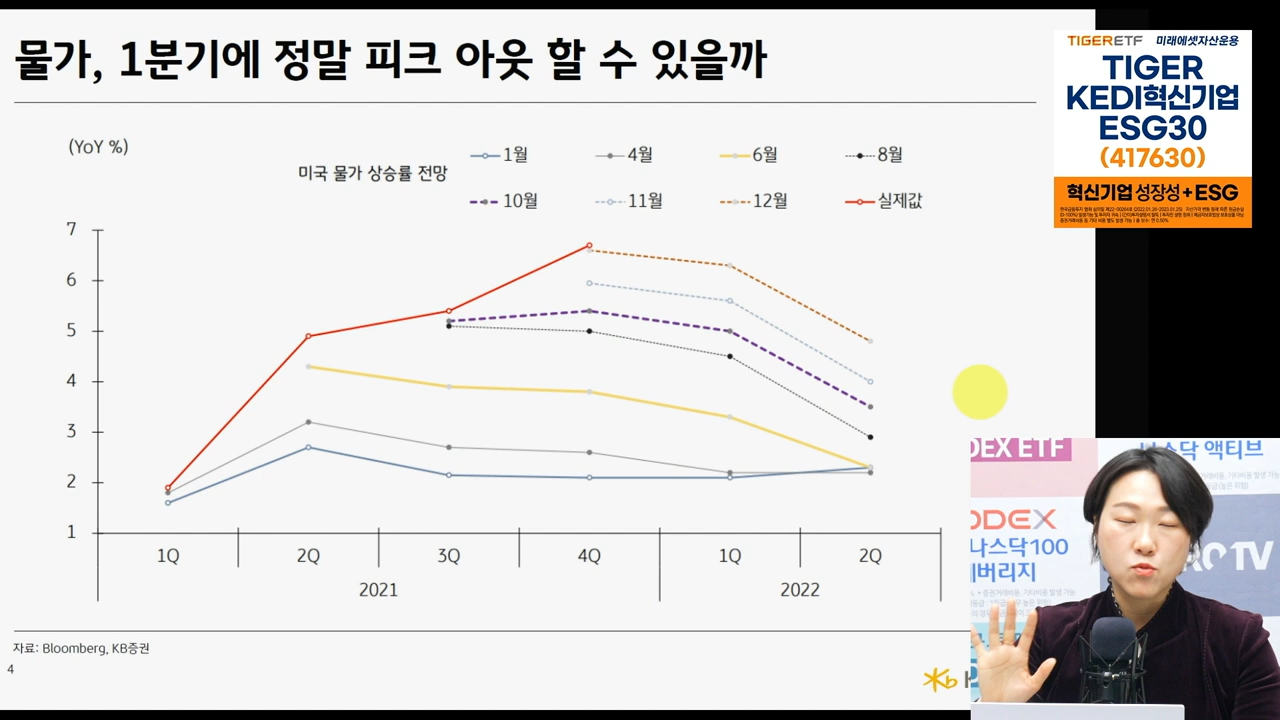 물가, 1분기에 정말 피크 아웃 할 수 있을까
(YoY %)
미국 물가 상승률 전망
1월
4월
6월
8월
10월
11월
12월
실제값
7
6
5
4
3
2
1
1Q
2Q
3Q
4Q
1Q
2Q
2021
2022
자료: Bloomberg, KB증권
4
TIGER ETF 미래에셋자산운용
TIGER
KEDI혁신기업
ESG30
(417630)
혁신기업 성장성 + ESG
DEX ETF
나스닥 액티브
ODEX
나스닥100
레버리지
RO TV